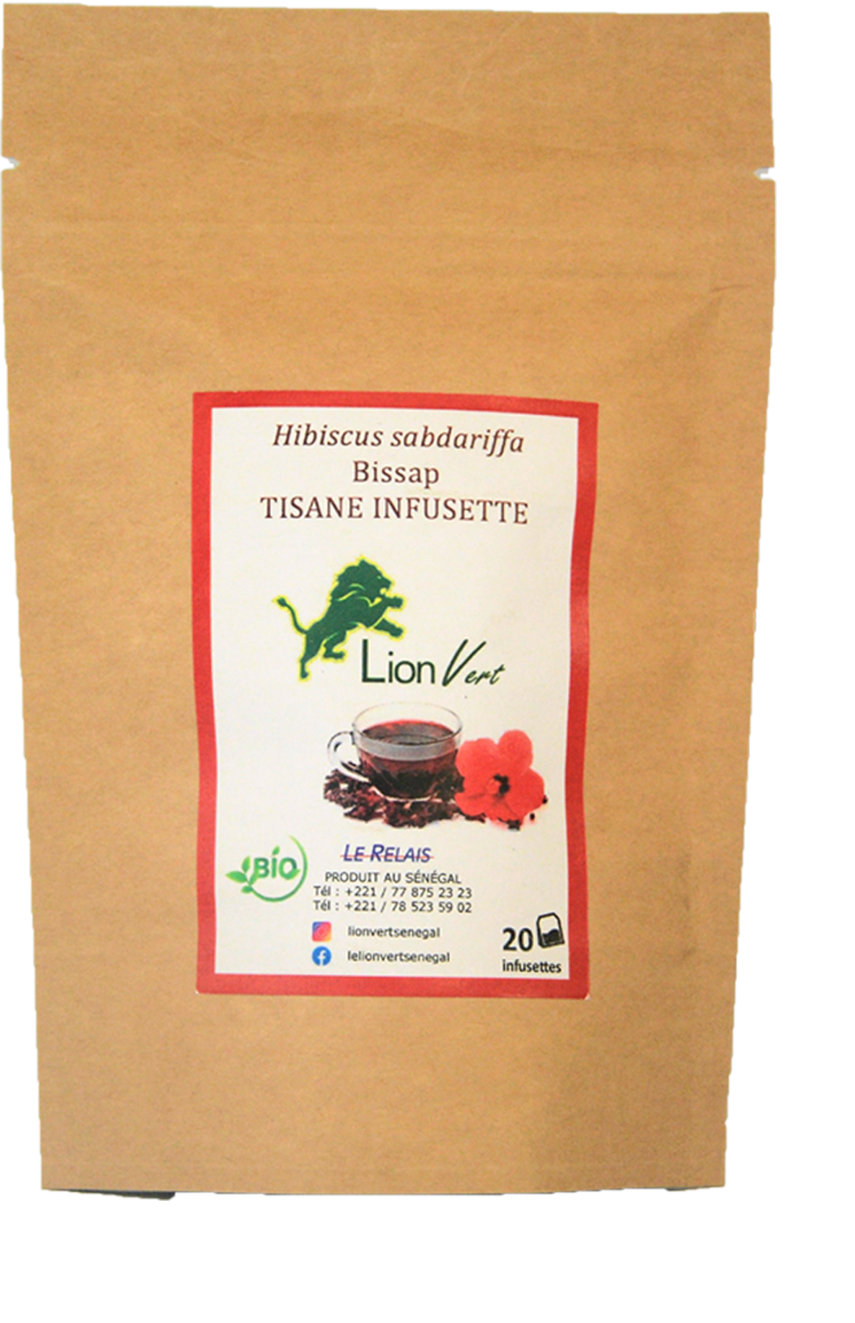 Hibiscus sabdariffa
Bissap
TISANE INFUSETTE
Lion Vert
BIO
LE RELAIS
PRODUIT AU SÉNÉGAL
Tél : +221 / 77 875 23 23
Tél : +221 / 78 523 59 02
lionvertsenegal
lelionvertsenegal
20
infusettes